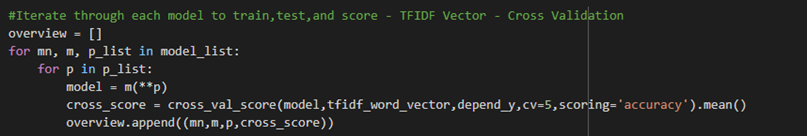 #Iterate through each model to train,test,and score - TFIDF Vector - Cross Validation
overview = []
for mn, m, p_list in model_list:
    for p in p_list:
        model = m(**p)
        cross_score = cross_val_score(model,tfidf_word_vector,depend_y,cv=5,scoring='accuracy').mean()
        overview.append((mn,m,p,cross_score))